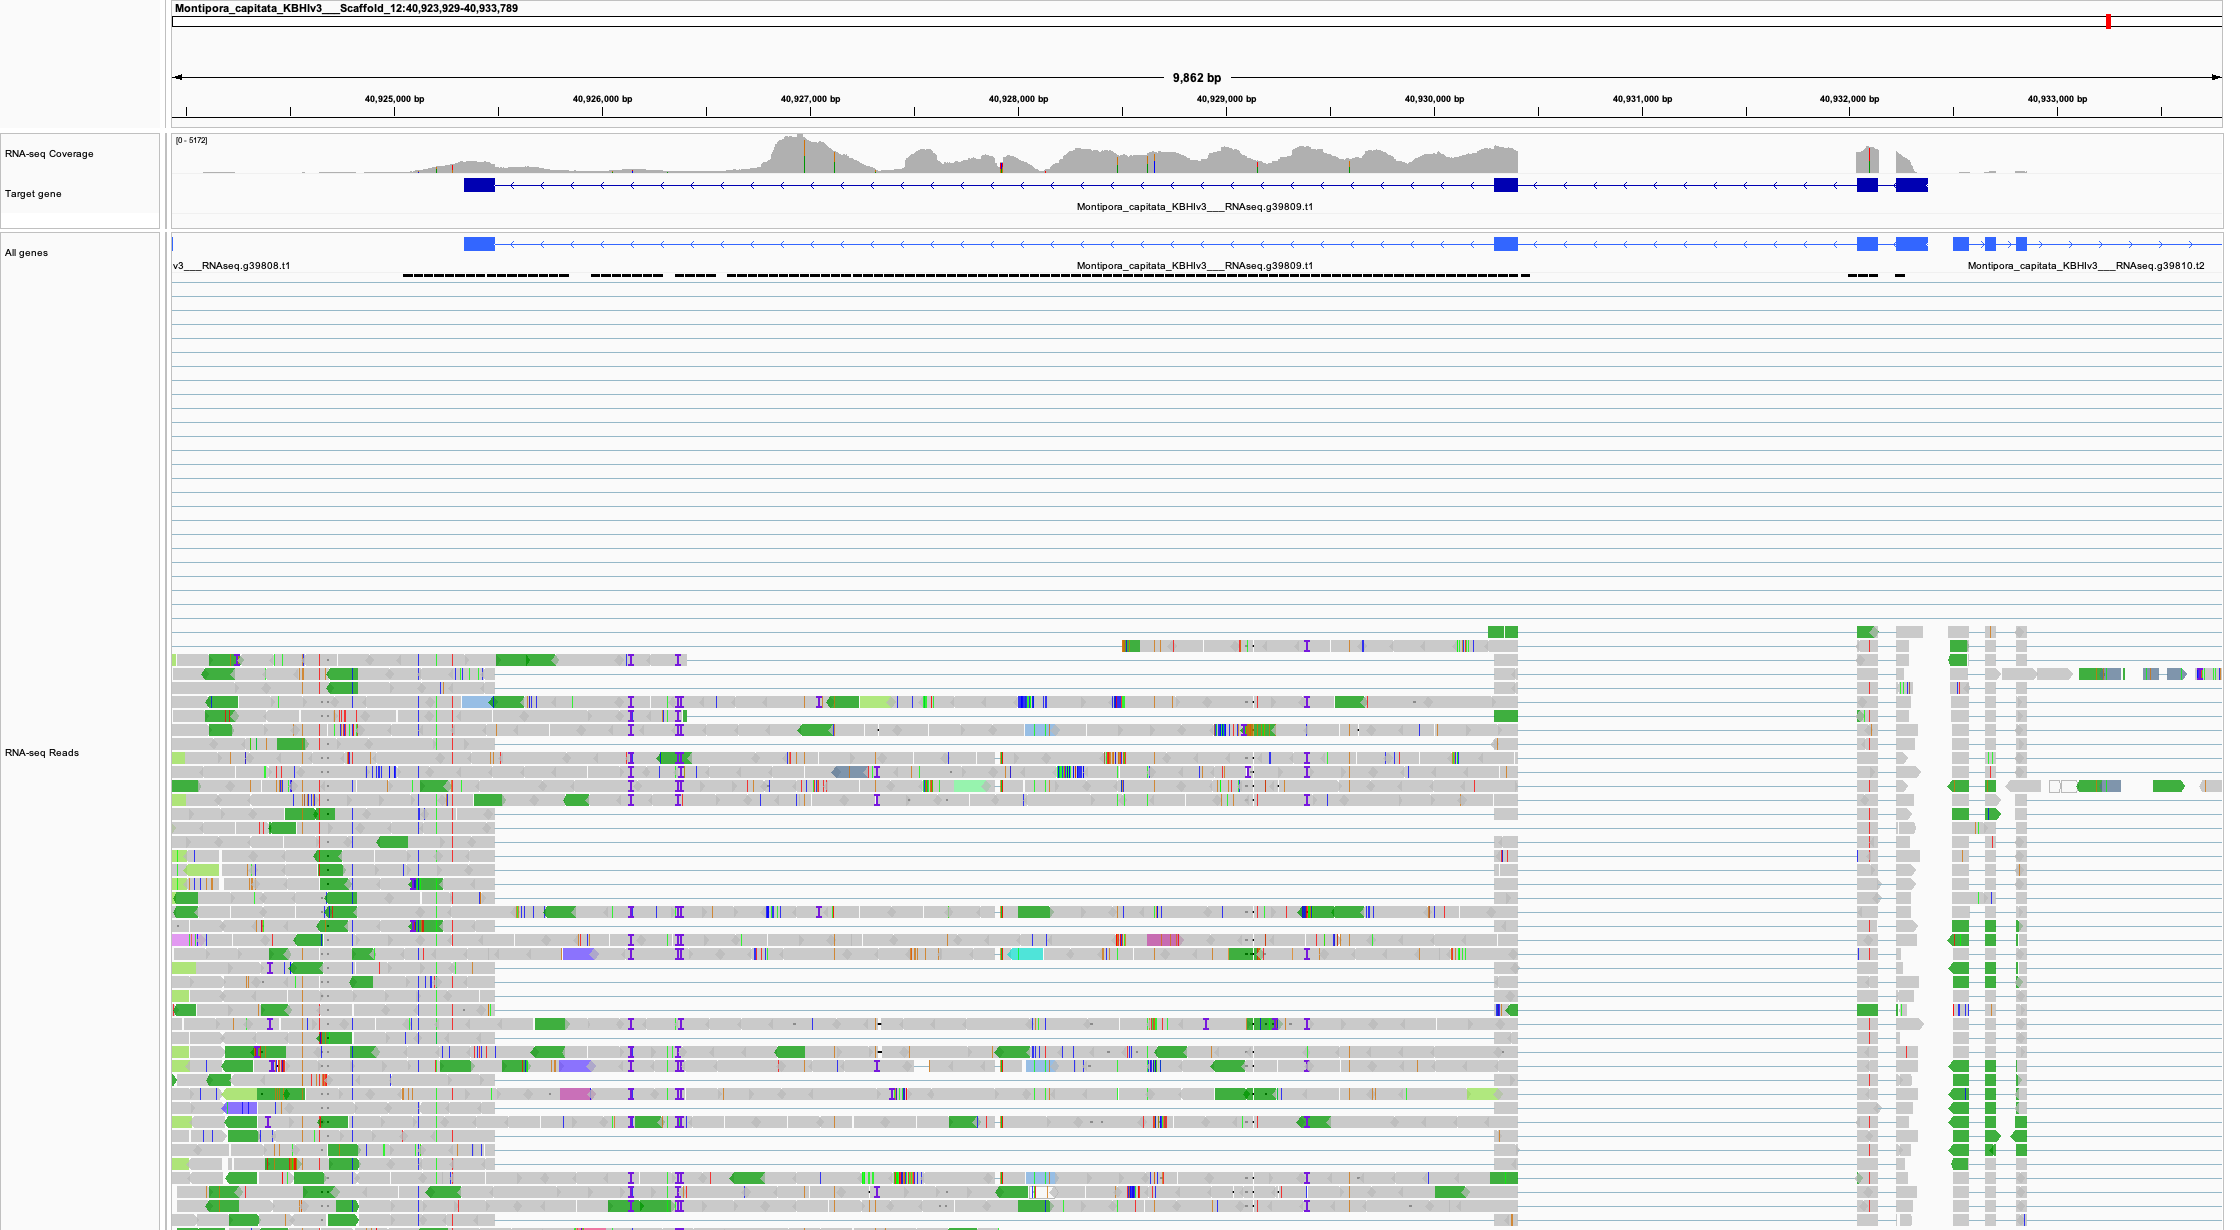 Montipora_capitata_KBHIv3___Scaffold_12:40,923,929-40,933,789
9,862 bp
40,925,000 bp 40,926,000 bp 40,927,000 bp 40,928,000 bp 40,929,000 bp 40,930,000 bp 40,931,000 bp 40,932,000 bp 40,933,000 bp
[0 - 5172]
RNA-seq Coverage
Target gene
Montipora_capitata_KBHIv3___RNAseq.g39809.t1
All genes
v3___RNAseq.g39808.t1 Montipora_capitata_KBHIv3___RNAseq.g39809.t1 Montipora_capitata_KBHIv3___RNAseq.g39810.t2
RNA-seq Reads